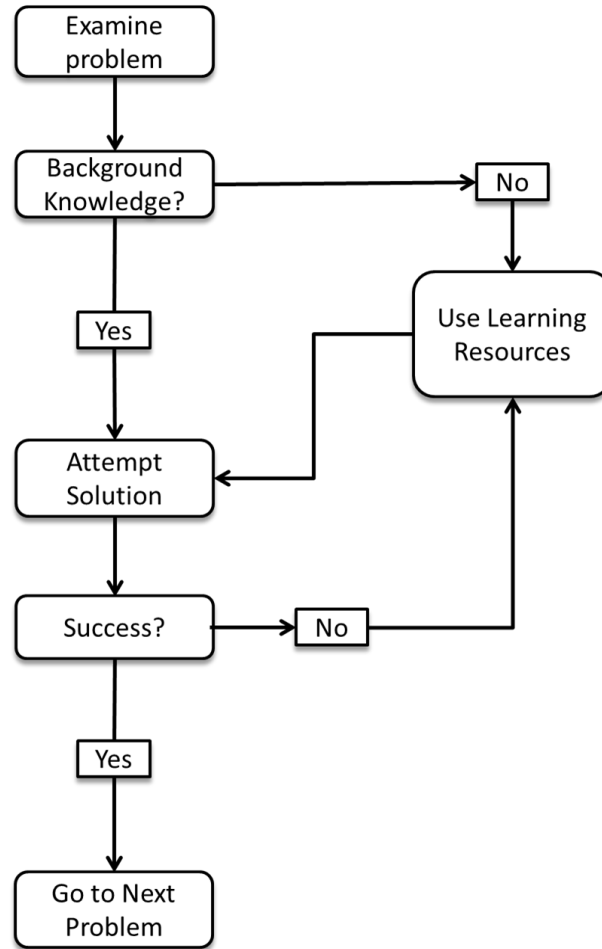 Examine
problem
Background
Knowledge?
No
Use Learning
Resources
Yes
Attempt
Solution
Success?
No
Yes
Go to Next
Problem